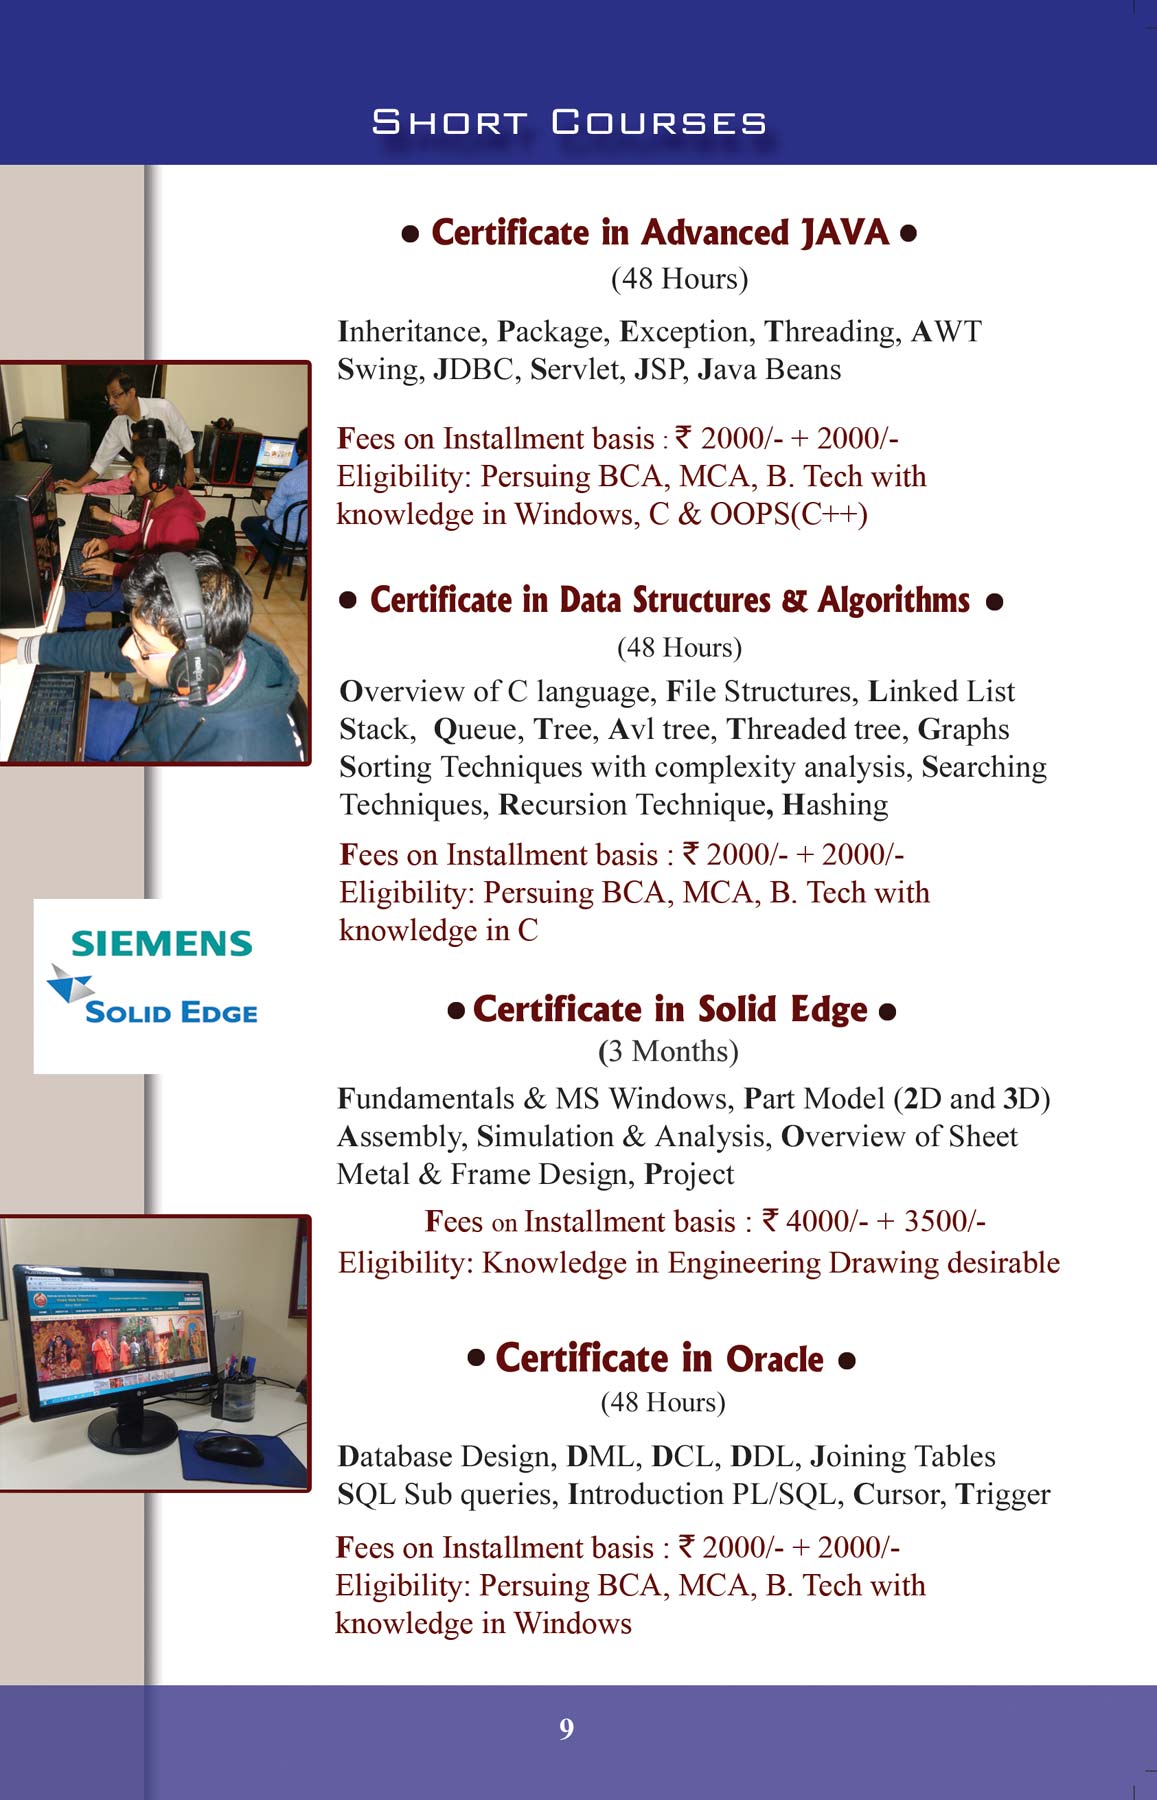 SHORT COURSES
• Certificate in Advanced JAVA •
(48 Hours)
Inheritance, Package, Exception, Threading, AWT
Swing, JDBC, Servlet, JSP, Java Beans
Fees on Installment basis : ₹ 2000/- + 2000/-
Eligibility: Persuing BCA, MCA, B. Tech with
knowledge in Windows, C & OOPS(C++)
• Certificate in Data Structures & Algorithms •
(48 Hours)
Overview of C language, File Structures, Linked List
Stack, Queue, Tree, Avl tree, Threaded tree, Graphs
Sorting Techniques with complexity analysis, Searching
Techniques, Recursion Technique, Hashing
Fees on Installment basis : ₹ 2000/- + 2000/-
Eligibility: Persuing BCA, MCA, B. Tech with
knowledge in C
SIEMENS
SOLID EDGE
• Certificate in Solid Edge •
(3 Months)
Fundamentals & MS Windows, Part Model (2D and 3D)
Assembly, Simulation & Analysis, Overview of Sheet
Metal & Frame Design, Project
Fees on Installment basis : ₹ 4000/- + 3500/-
Eligibility: Knowledge in Engineering Drawing desirable
• Certificate in Oracle •
(48 Hours)
Database Design, DML, DCL, DDL, Joining Tables
SQL Sub queries, Introduction PL/SQL, Cursor, Trigger
Fees on Installment basis : ₹ 2000/- + 2000/-
Eligibility: Persuing BCA, MCA, B. Tech with
knowledge in Windows
9